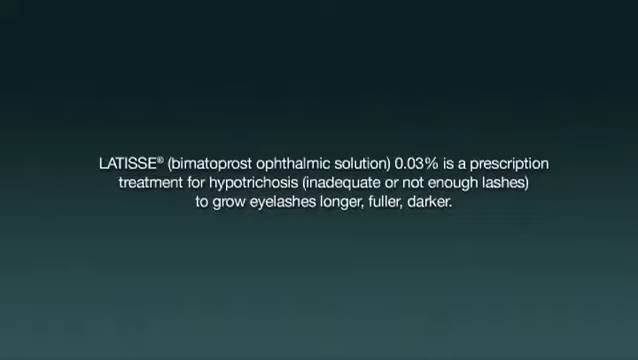 LATISSE® (bimatoprost ophthalmic solution) 0.03% is a prescription
treatment for hypotrichosis (inadequate or not enough lashes)
to grow eyelashes longer, fuller, darker.